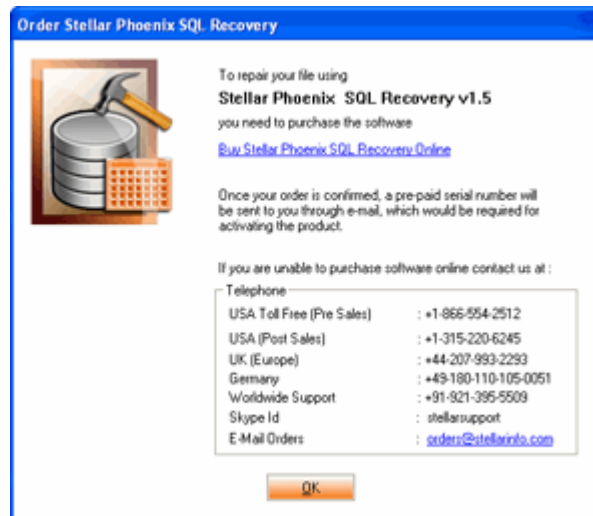 Order Stellar Phoenix SQL Recovery
To repair your file using
Stellar Phoenix SQL Recovery v1.5
you need to purchase the software
Buy Stellar Phoenix SQL Recovery Online
Once your order is confirmed, a pre-paid serial number will
be sent to you through e-mail, which would be required for
activating the product.
If you are unable to purchase software online contact us at :
Telephone
USA Toll Free (Pre Sales) : +1-866-554-2512
USA (Post Sales) : +1-315-220-6245
UK (Europe) : +44-207-993-2293
Germany : +49-180-110-105-0051
Worldwide Support : +91-921-395-5509
Skype Id : stellarsupport
E-Mail Orders : orders@stellarinfo.com
OK